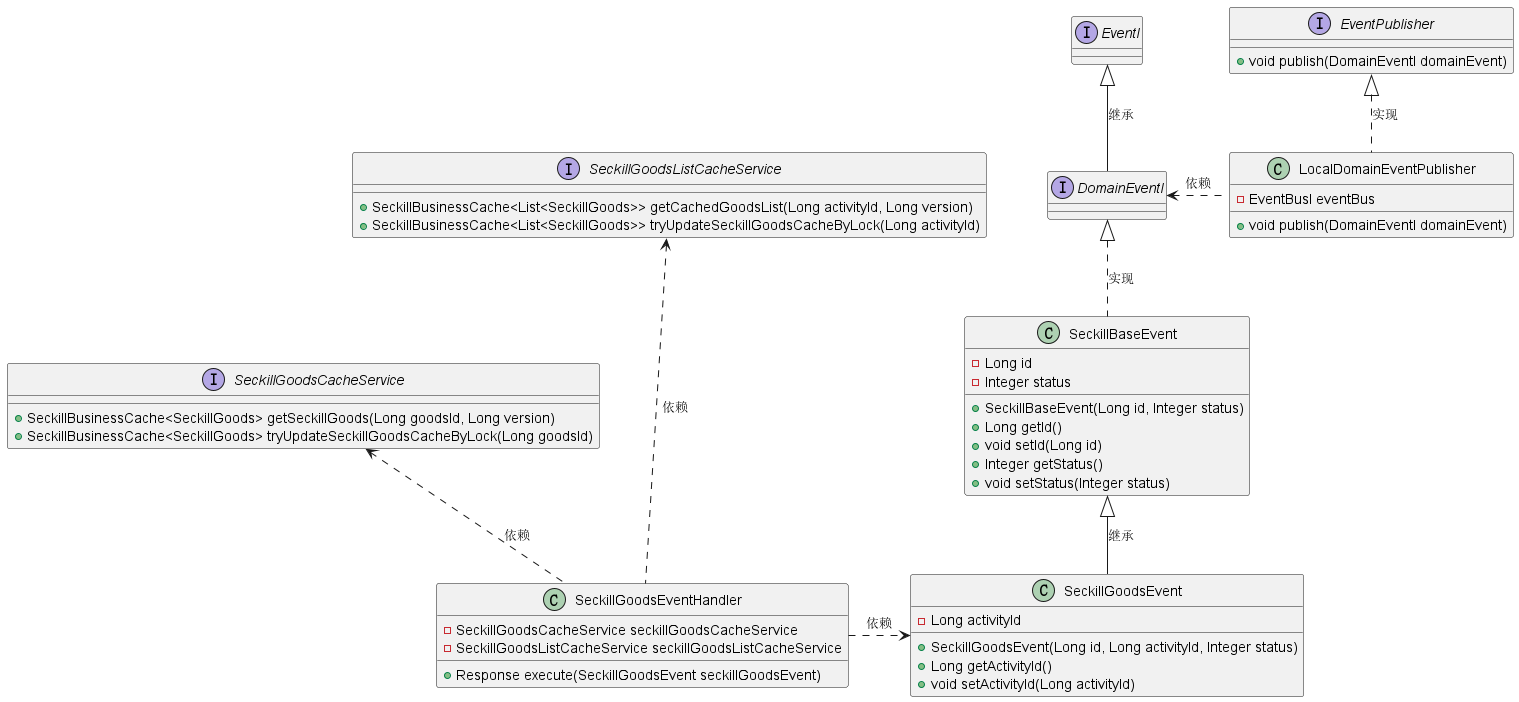 I EventI
继承
I EventPublisher
void publish(DomainEventI domainEvent)
实现
I SeckillGoodsListCacheService
SeckillBusinessCache<List<SeckillGoods>> getCachedGoodsList(Long activityId, Long version)
SeckillBusinessCache<List<SeckillGoods>> tryUpdateSeckillGoodsCacheByLock(Long activityId)
I DomainEventI
依赖
C LocalDomainEventPublisher
EventBusI eventBus
void publish(DomainEventI domainEvent)
实现
C SeckillBaseEvent
Long id
Integer status
SeckillBaseEvent(Long id, Integer status)
Long getId()
void setId(Long id)
Integer getStatus()
void setStatus(Integer status)
I SeckillGoodsCacheService
SeckillBusinessCache<SeckillGoods> getSeckillGoods(Long goodsId, Long version)
SeckillBusinessCache<SeckillGoods> tryUpdateSeckillGoodsCacheByLock(Long goodsId)
依赖
依赖
继承
C SeckillGoodsEventHandler
SeckillGoodsCacheService seckillGoodsCacheService
SeckillGoodsListCacheService seckillGoodsListCacheService
Response execute(SeckillGoodsEvent seckillGoodsEvent)
依赖
C SeckillGoodsEvent
Long activityId
SeckillGoodsEvent(Long id, Long activityId, Integer status)
Long getActivityId()
void setActivityId(Long activityId)